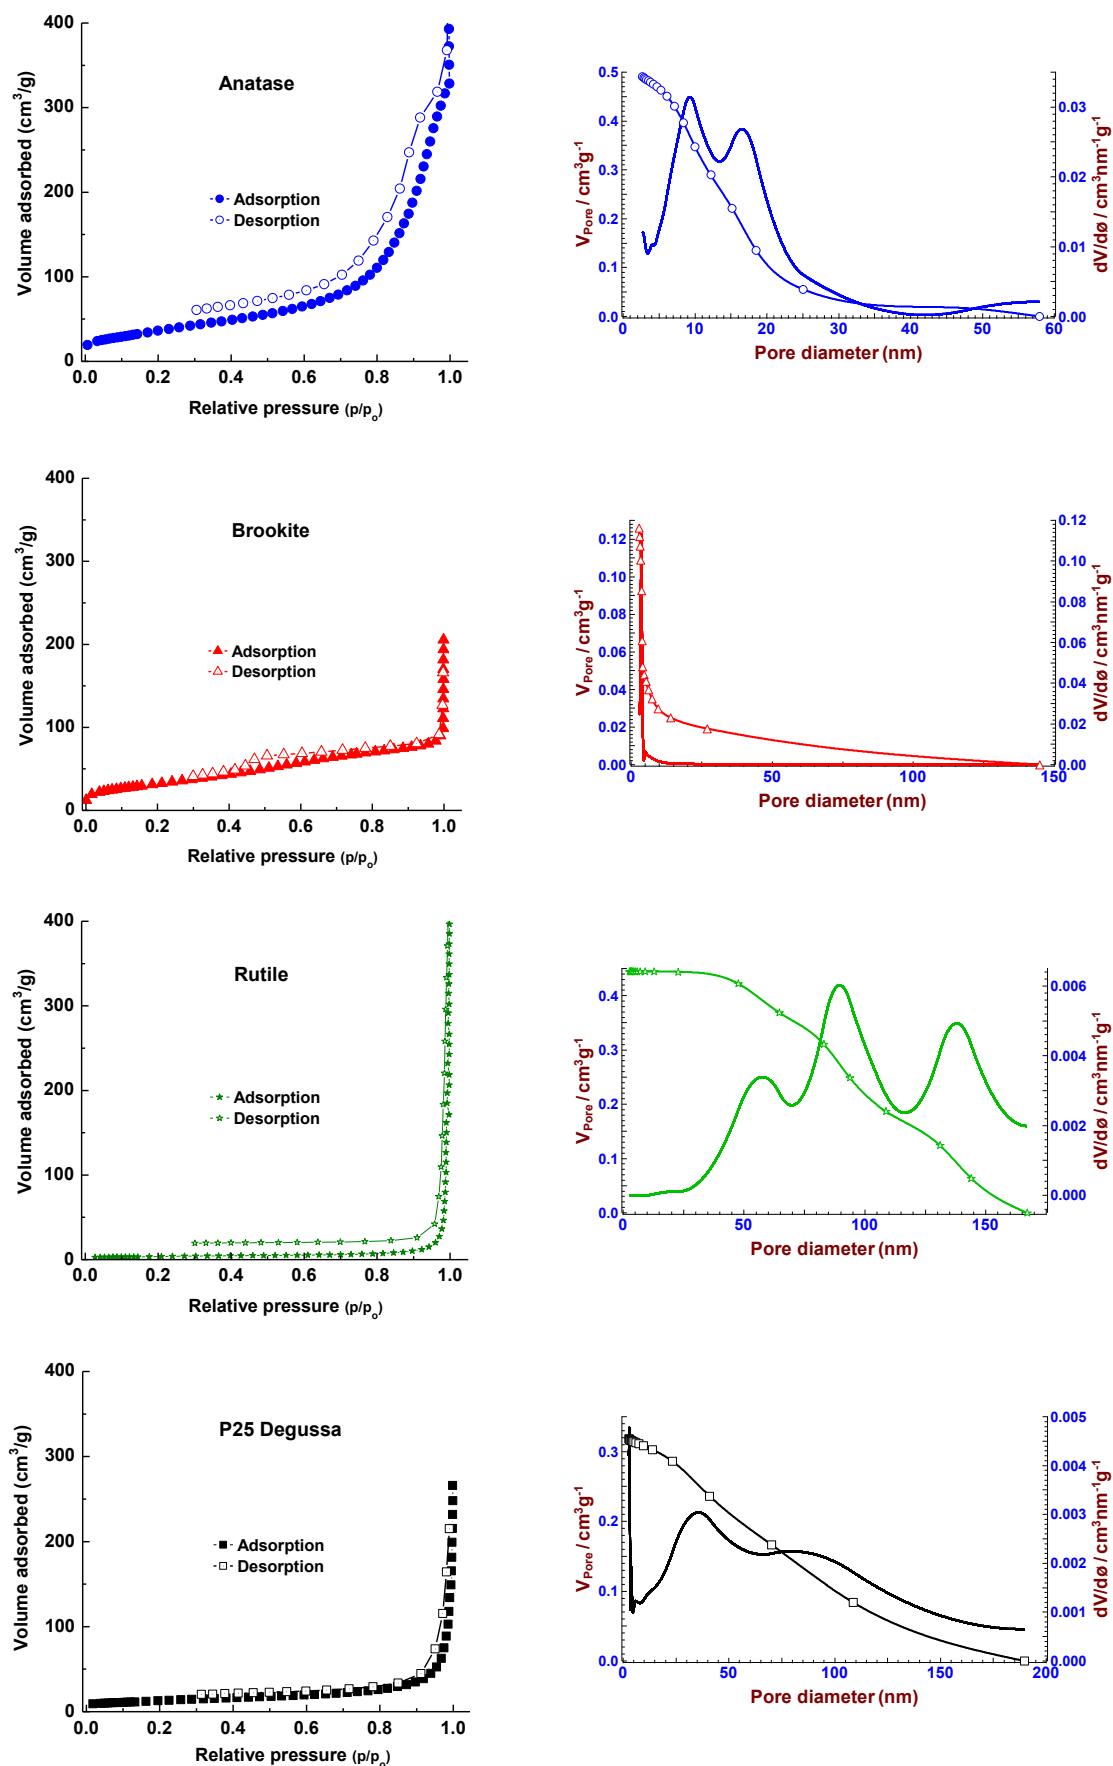 Anatase
Volume adsorbed (cm³/g)
400
300
200
100
0
Adsorption
Desorption
0.0 0.2 0.4 0.6 0.8 1.0
Relative pressure (p/pₒ)
V_Pore / cm³g⁻¹
0.5
0.4
0.3
0.2
0.1
0.0
0 10 20 30 40 50 60
Pore diameter (nm)
0.03
0.02
0.01
0.00
dV/dø / cm³nm⁻¹g⁻¹
Brookite
Volume adsorbed (cm³/g)
400
300
200
100
0
Adsorption
Desorption
0.0 0.2 0.4 0.6 0.8 1.0
Relative pressure (p/pₒ)
V_Pore / cm³g⁻¹
0.12
0.10
0.08
0.06
0.04
0.02
0.00
0 50 100 150
Pore diameter (nm)
0.12
0.10
0.08
0.06
0.04
0.02
0.00
dV/dø / cm³nm⁻¹g⁻¹
Rutile
Volume adsorbed (cm³/g)
400
300
200
100
0
Adsorption
Desorption
0.0 0.2 0.4 0.6 0.8 1.0
Relative pressure (p/pₒ)
V_Pore / cm³g⁻¹
0.4
0.3
0.2
0.1
0.0
0 50 100 150
Pore diameter (nm)
0.006
0.004
0.002
0.000
dV/dø / cm³nm⁻¹g⁻¹
P25 Degussa
Volume adsorbed (cm³/g)
400
300
200
100
0
Adsorption
Desorption
0.0 0.2 0.4 0.6 0.8 1.0
Relative pressure (p/pₒ)
V_Pore / cm³g⁻¹
0.3
0.2
0.1
0.0
0 50 100 150 200
Pore diameter (nm)
0.005
0.004
0.003
0.002
0.001
0.000
dV/dø / cm³nm⁻¹g⁻¹